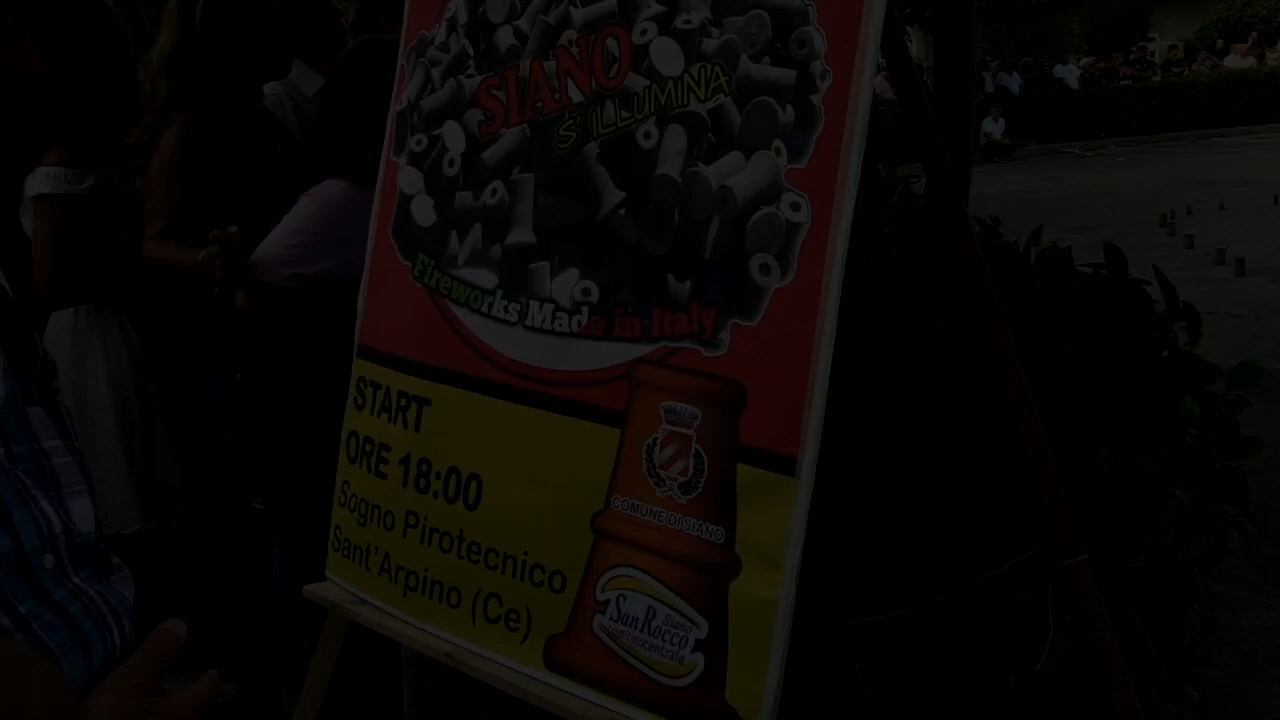 SIANO
S'ILLUMINA
Fireworks Made in Italy
START
ORE 18:00
Sogno Pirotecnico
Sant'Arpino (Ce)
COMUNE DI SIANO
Siano
San Rocco
comitatocentrale